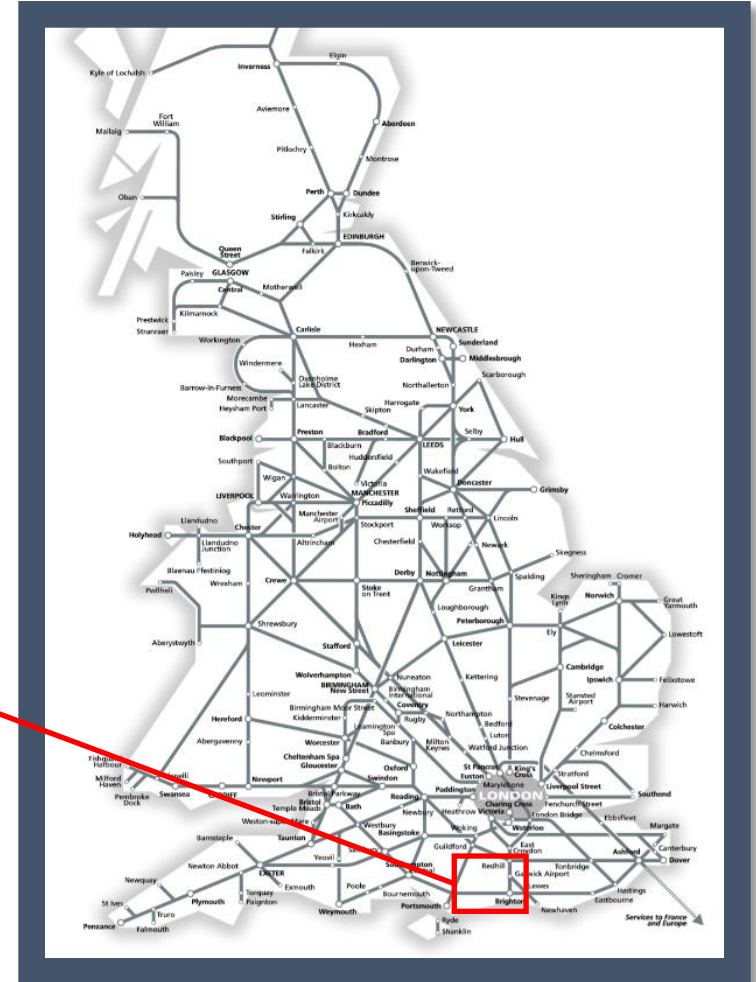 Elgin
Inverness
Kyle of Lochalsh
Aviemore
Fort
William
Aberdeen
Mallaig
Pitlochry
Montrose
Perth
Dundee
Oban
Stirling
Kirkcaldy
EDINBURGH
Queen
Street
Falkirk
Berwick-
upon-Tweed
Paisley
GLASGOW
Central
Motherwell
Prestwick
Kilmarnock
Stranraer
Carlisle
NEWCASTLE
Workington
Hexham
Sunderland
Durham
Darlington
Middlesbrough
Windermere
Scarborough
Oxenholme
Lake District
Barrow-in-Furness
Northallerton
Morecambe
Lancaster
Harrogate
Heysham Port
Skipton
York
Blackpool
Preston
Bradford
Selby
Hull
Blackburn
LEEDS
Southport
Huddersfield
Bolton
Wakefield
Wigan
Victoria
Doncaster
LIVERPOOL
Warrington
MANCHESTER
Piccadilly
Grimsby
Manchester
Airport
Sheffield
Retford
Llandudno
Lincoln
Holyhead
Chester
Stockport
Worksop
Llandudno
Junction
Altrincham
Chesterfield
Newark
Skegness
Blaenau Ffestiniog
Derby
Nottingham
Spalding
Sheringham
Cromer
Pwllheli
Wrexham
Crewe
Stoke
on Trent
Grantham
Kings
Lynn
Norwich
Great
Yarmouth
Loughborough
Shrewsbury
Peterborough
Ely
Lowestoft
Aberystwyth
Stafford
Leicester
Wolverhampton
Cambridge
BIRMINGHAM
New Street
Nuneaton
Kettering
Ipswich
Felixstowe
Leominster
Birmingham
International
Stansted
Airport
Birmingham Moor Street
Coventry
Stevenage
Harwich
Hereford
Kidderminster
Rugby
Northampton
Colchester
Leamington
Spa
Bedford
Abergavenny
Worcester
Banbury
Milton
Keynes
Luton
Cheltenham Spa
Watford Junction
Chelmsford
Fishguard
Harbour
Gloucester
Oxford
St Pancras
King's
Cross
Milford
Haven
Llanelli
Newport
Swindon
Euston
Stratford
Pembroke
Dock
Swansea
CARDIFF
Bristol Parkway
Reading
Paddington
Marylebone
Liverpool Street
LONDON
Southend
Bristol
Temple Meads
Bath
Newbury
Heathrow
Victoria
Charing Cross
Fenchurch Street
London Bridge
Ebbsfleet
Weston-super-Mare
Westbury
Basingstoke
Woking
Waterloo
Margate
Barnstaple
Taunton
Salisbury
Guildford
East
Croydon
Canterbury
Yeovil
Southampton
Central
Redhill
Tonbridge
Ashford
Dover
Newton Abbot
EXETER
Gatwick Airport
Newquay
Exmouth
Poole
Lewes
Hastings
Torquay
Paignton
Bournemouth
Eastbourne
St Ives
Plymouth
Weymouth
Portsmouth
Brighton
Newhaven
Truro
Penzance
Falmouth
Ryde
Shanklin
Services to France
and Europe